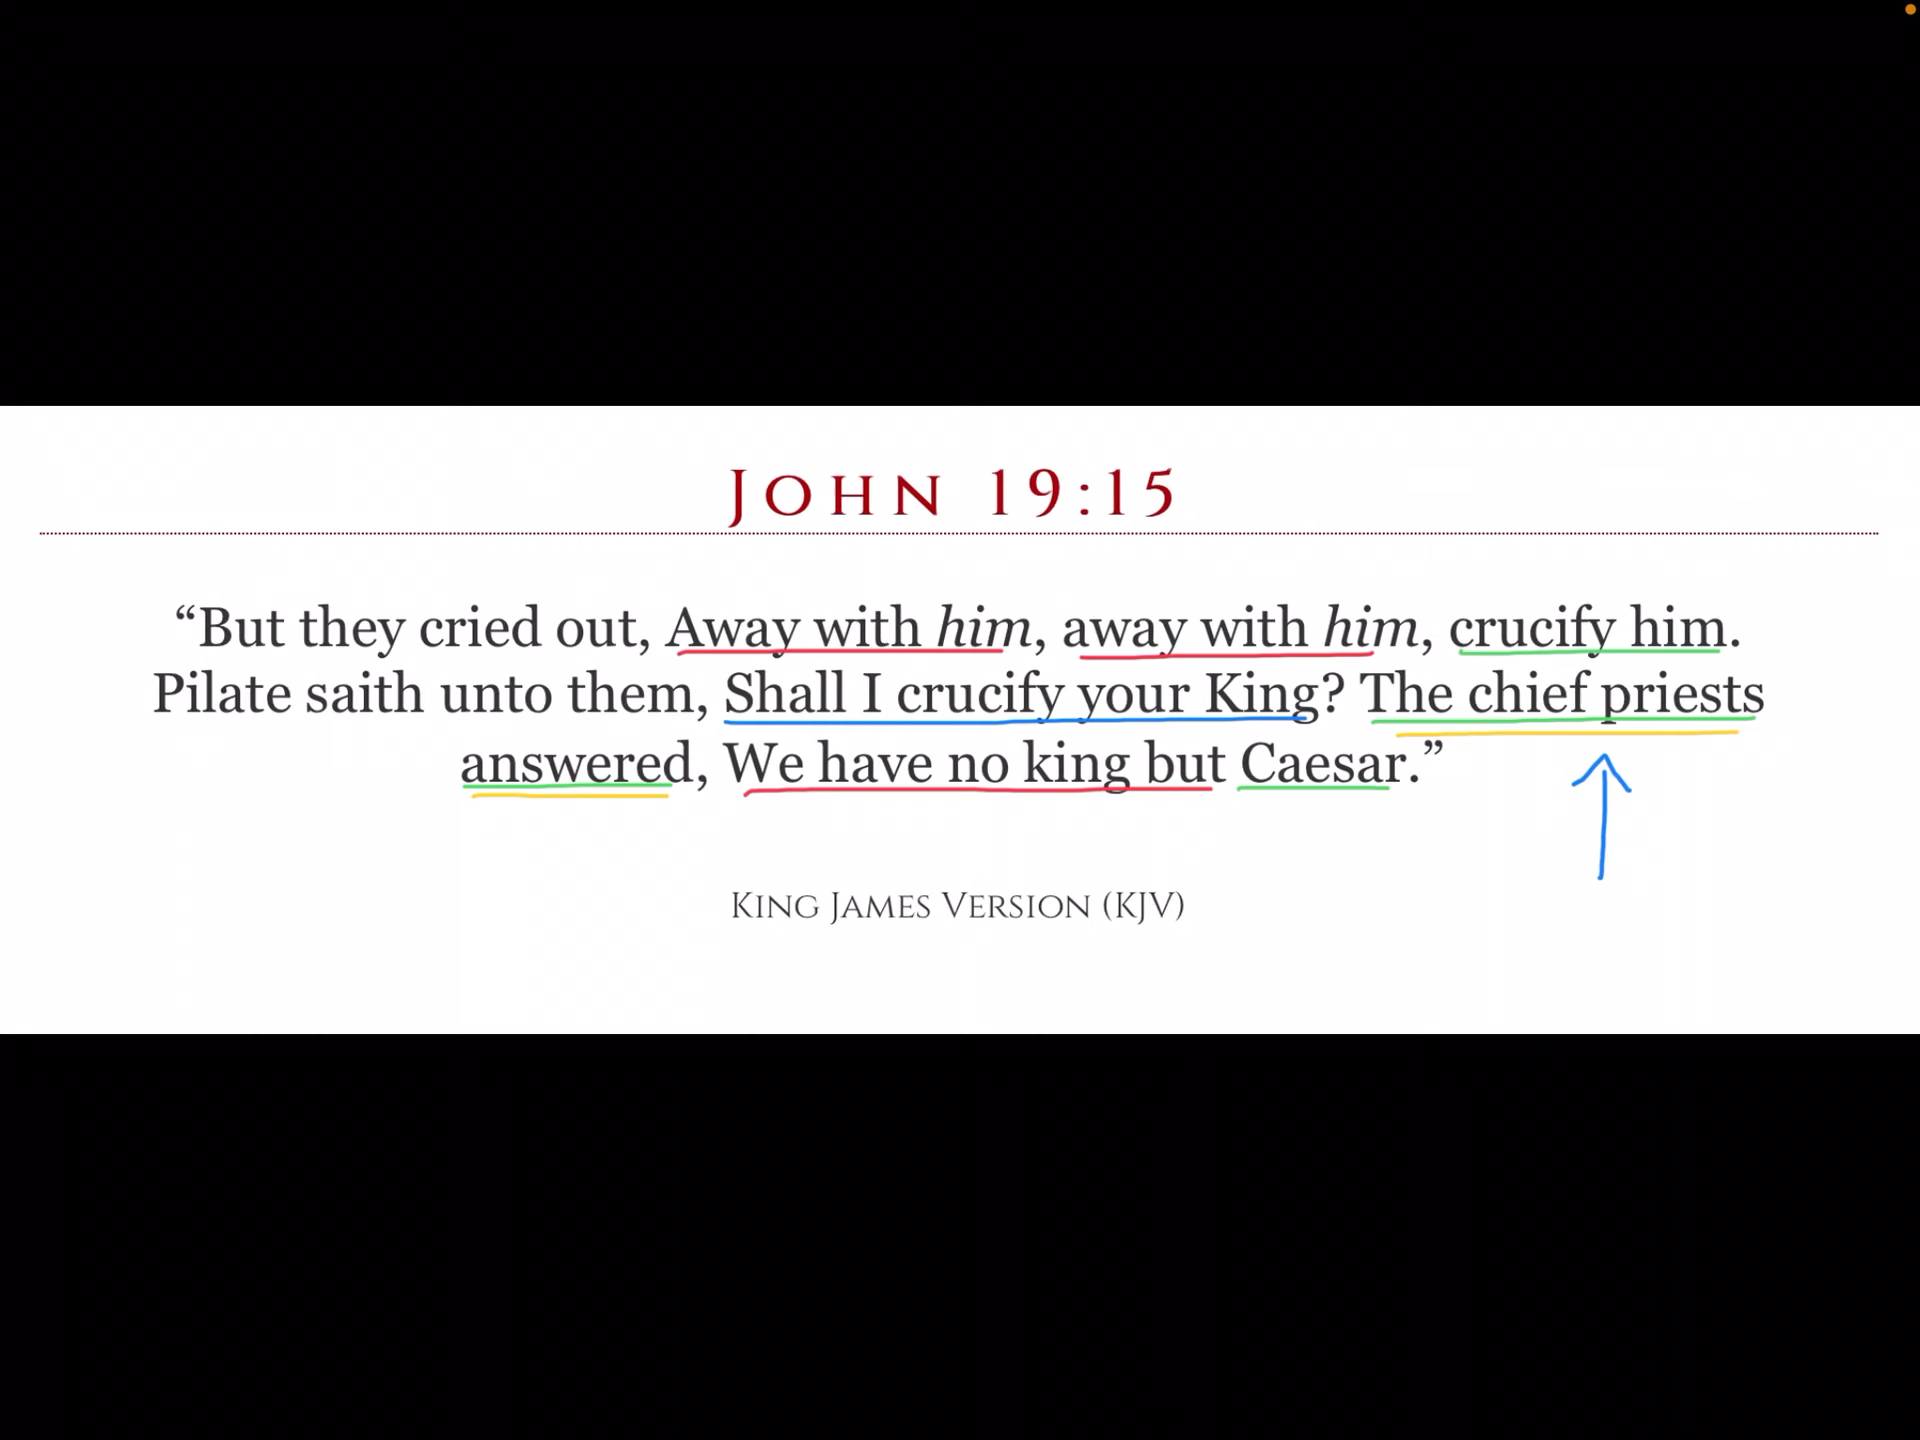 John 19:15
“But they cried out, Away with him, away with him, crucify him.
Pilate saith unto them, Shall I crucify your King? The chief priests
answered, We have no king but Caesar.”
King James Version (KJV)